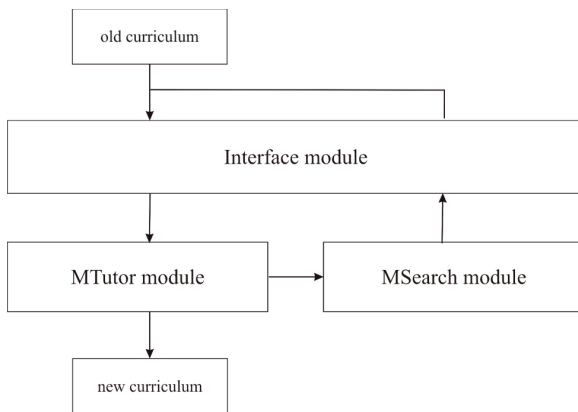 old curriculum
Interface module
MTutor module
MSearch module
new curriculum